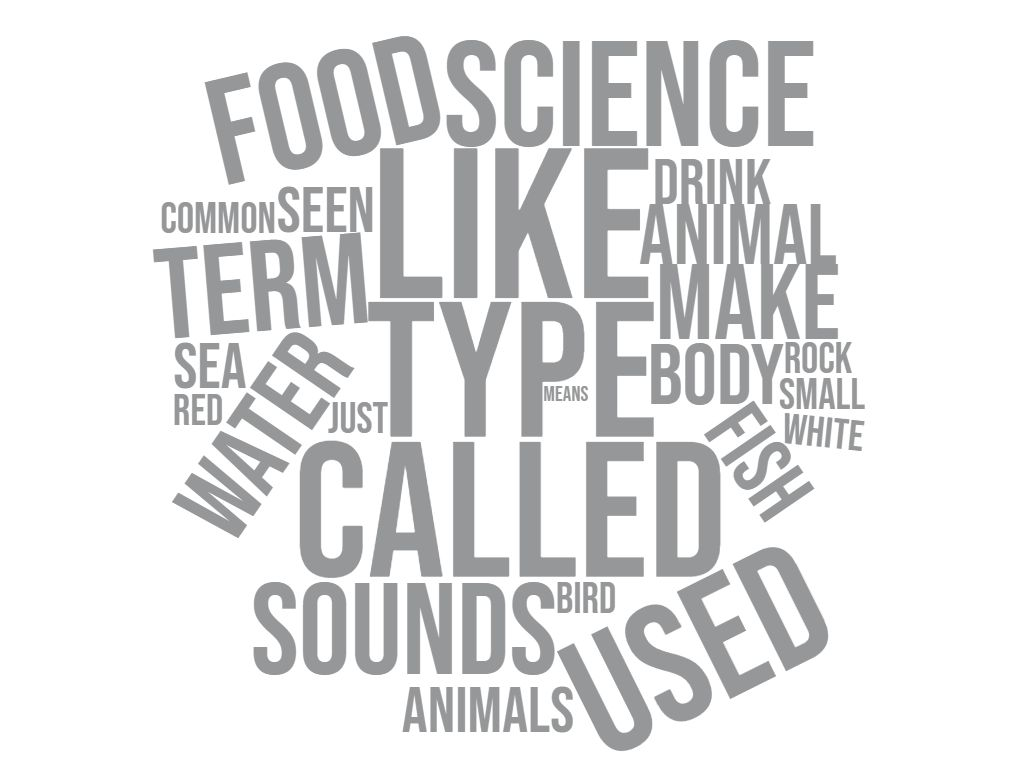 FOOD SCIENCE
LIKE
DRINK
COMMON SEEN
ANIMAL
TERM
MAKE
TYPE
SEA
WATER
BODY
ROCK
RED
JUST
MEANS
SMALL
FISH
WHITE
CALLED
SOUNDS
BIRD
USED
ANIMALS